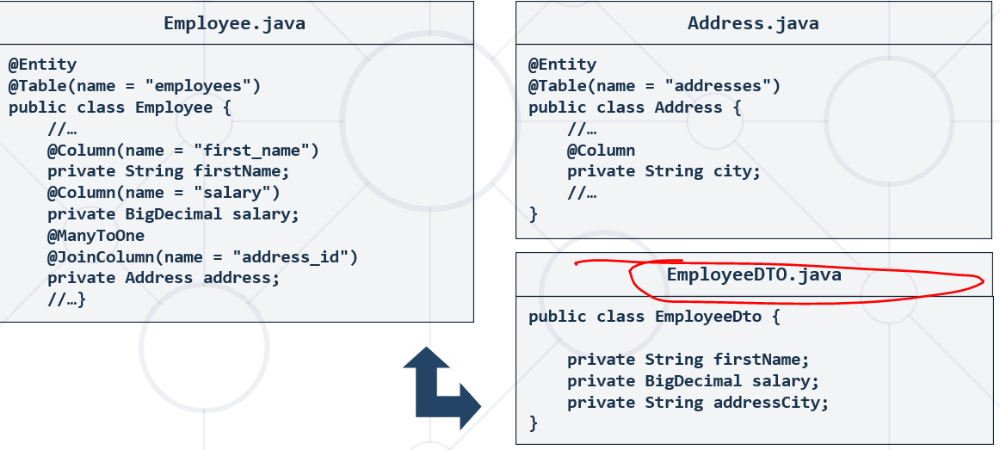 Employee.java
@Entity
@Table(name = "employees")
public class Employee {
//…
@Column(name = "first_name")
private String firstName;
@Column(name = "salary")
private BigDecimal salary;
@ManyToOne
@JoinColumn(name = "address_id")
private Address address;
//…}
Address.java
@Entity
@Table(name = "addresses")
public class Address {
//…
@Column
private String city;
//…
}
EmployeeDTO.java
public class EmployeeDto {
private String firstName;
private BigDecimal salary;
private String addressCity;
}